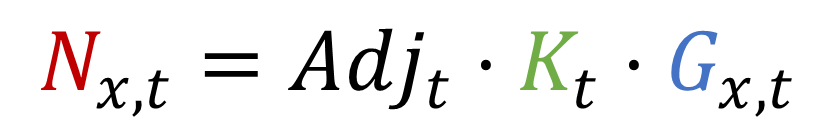 N_{x,t} = Adj_t · K_t · G_{x,t}